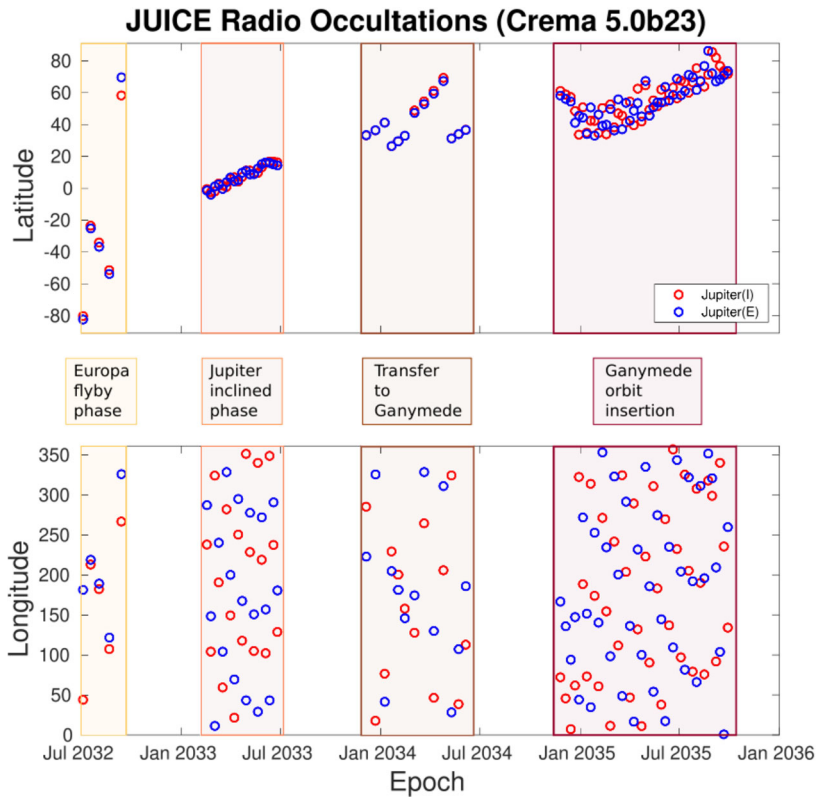 JUICE Radio Occultations (Crema 5.0b23)
80
60
40
20
0
-20
-40
-60
-80
Latitude
Jupiter(I)
Jupiter(E)
Europa
flyby
phase
Jupiter
inclined
phase
Transfer
to
Ganymede
Ganymede
orbit
insertion
350
300
250
200
150
100
50
0
Longitude
Jul 2032
Jan 2033
Jul 2033
Jan 2034
Jul 2034
Jan 2035
Jul 2035
Jan 2036
Epoch